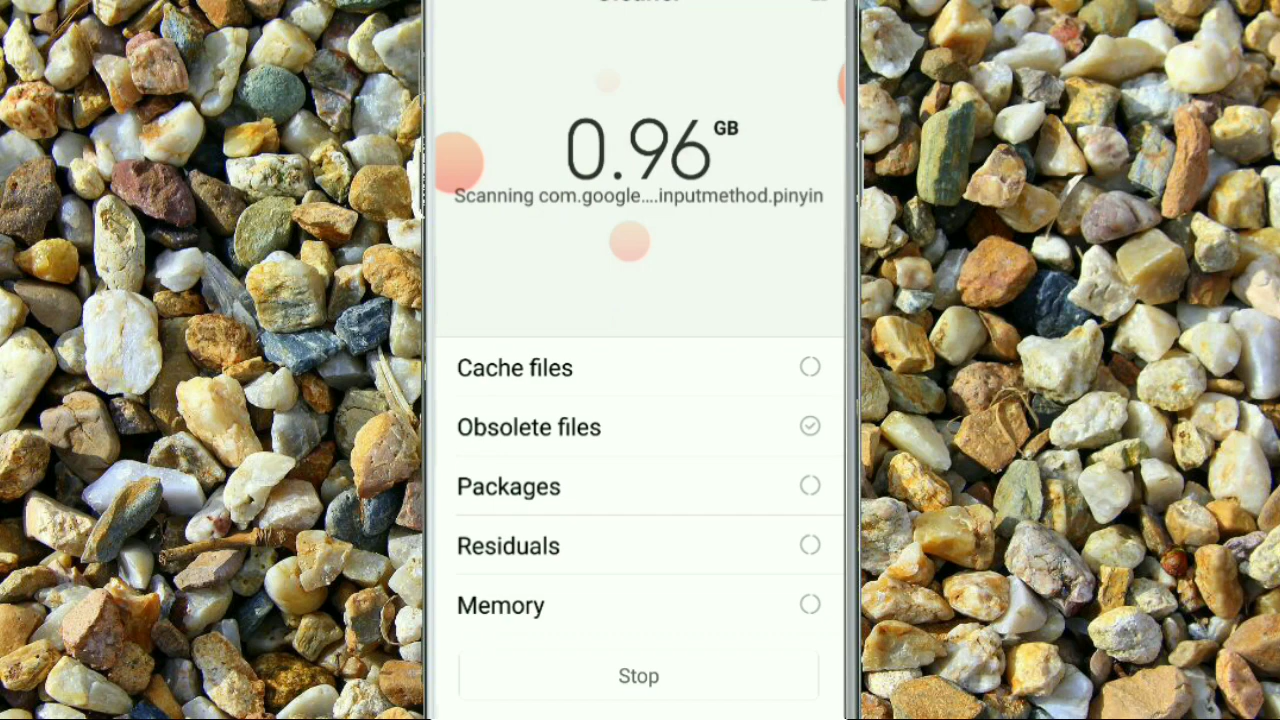 0.96 GB
Scanning com.google....inputmethod.pinyin
Cache files
Obsolete files
Packages
Residuals
Memory
Stop